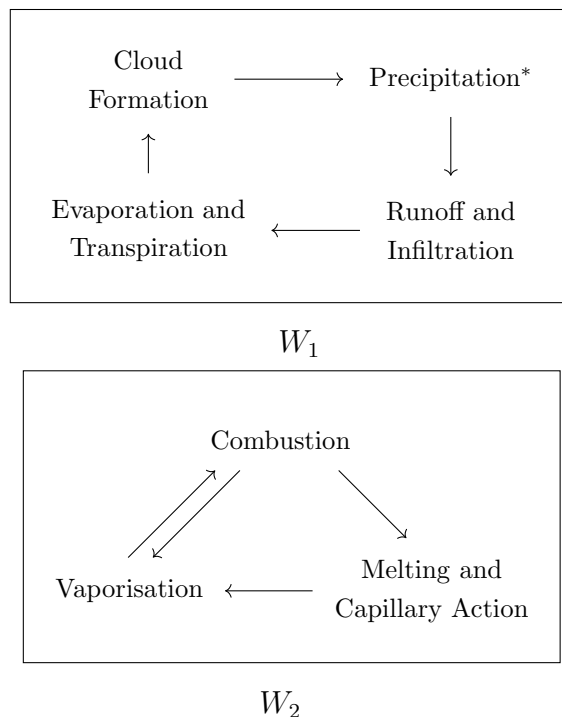 Cloud
Formation
Precipitation*
Evaporation and
Transpiration
Runoff and
Infiltration
W₁
Combustion
Vaporisation
Melting and
Capillary Action
W₂